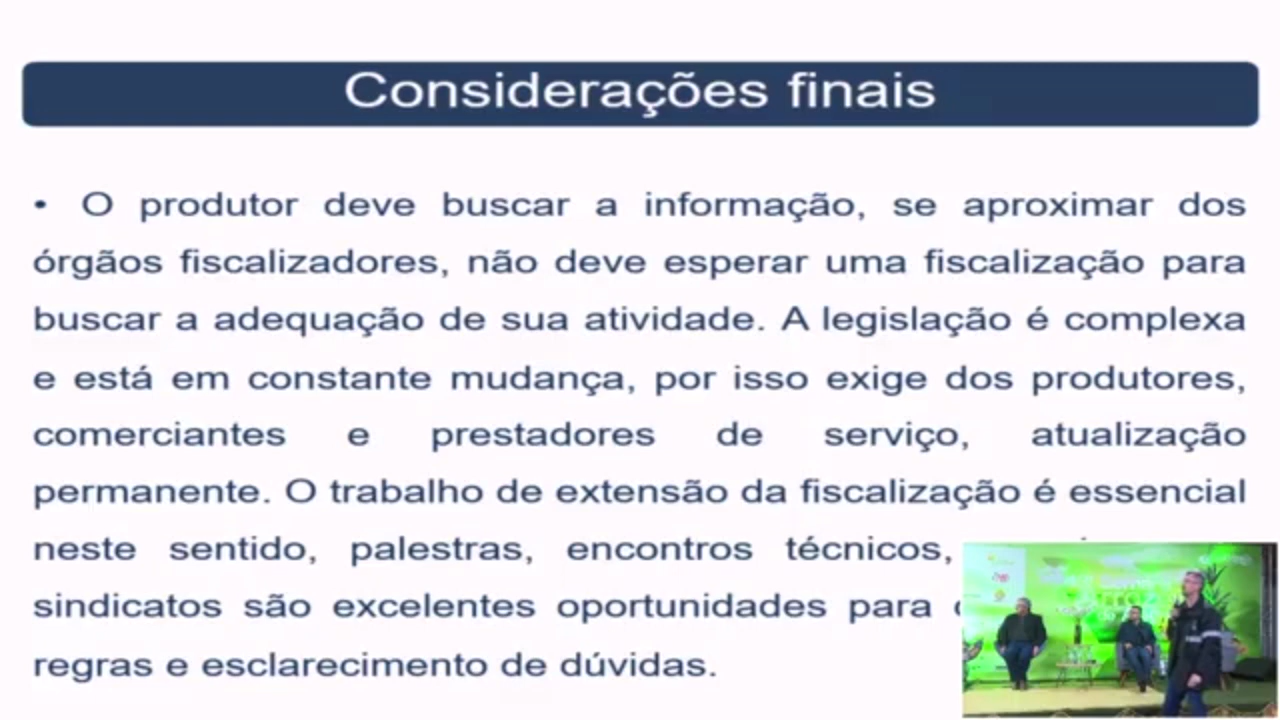 Considerações finais
• O produtor deve buscar a informação, se aproximar dos
órgãos fiscalizadores, não deve esperar uma fiscalização para
buscar a adequação de sua atividade. A legislação é complexa
e está em constante mudança, por isso exige dos produtores,
comerciantes e prestadores de serviço, atualização
permanente. O trabalho de extensão da fiscalização é essencial
neste sentido, palestras, encontros técnicos,
sindicatos são excelentes oportunidades para
regras e esclarecimento de dúvidas.